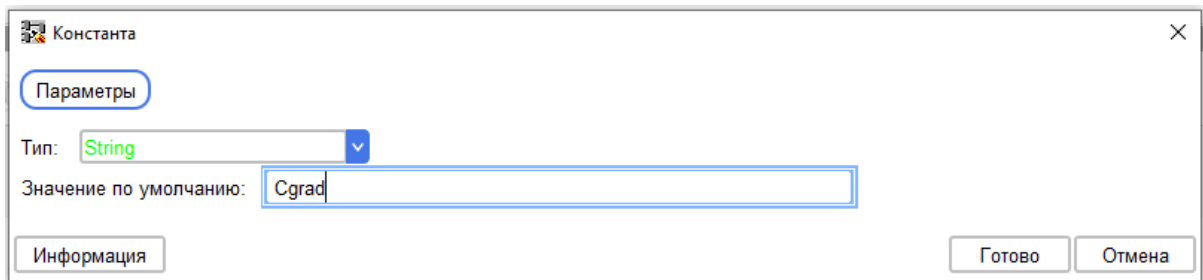 Константа
Параметры
Тип: String
Значение по умолчанию: Cgrad
Информация Готово Отмена